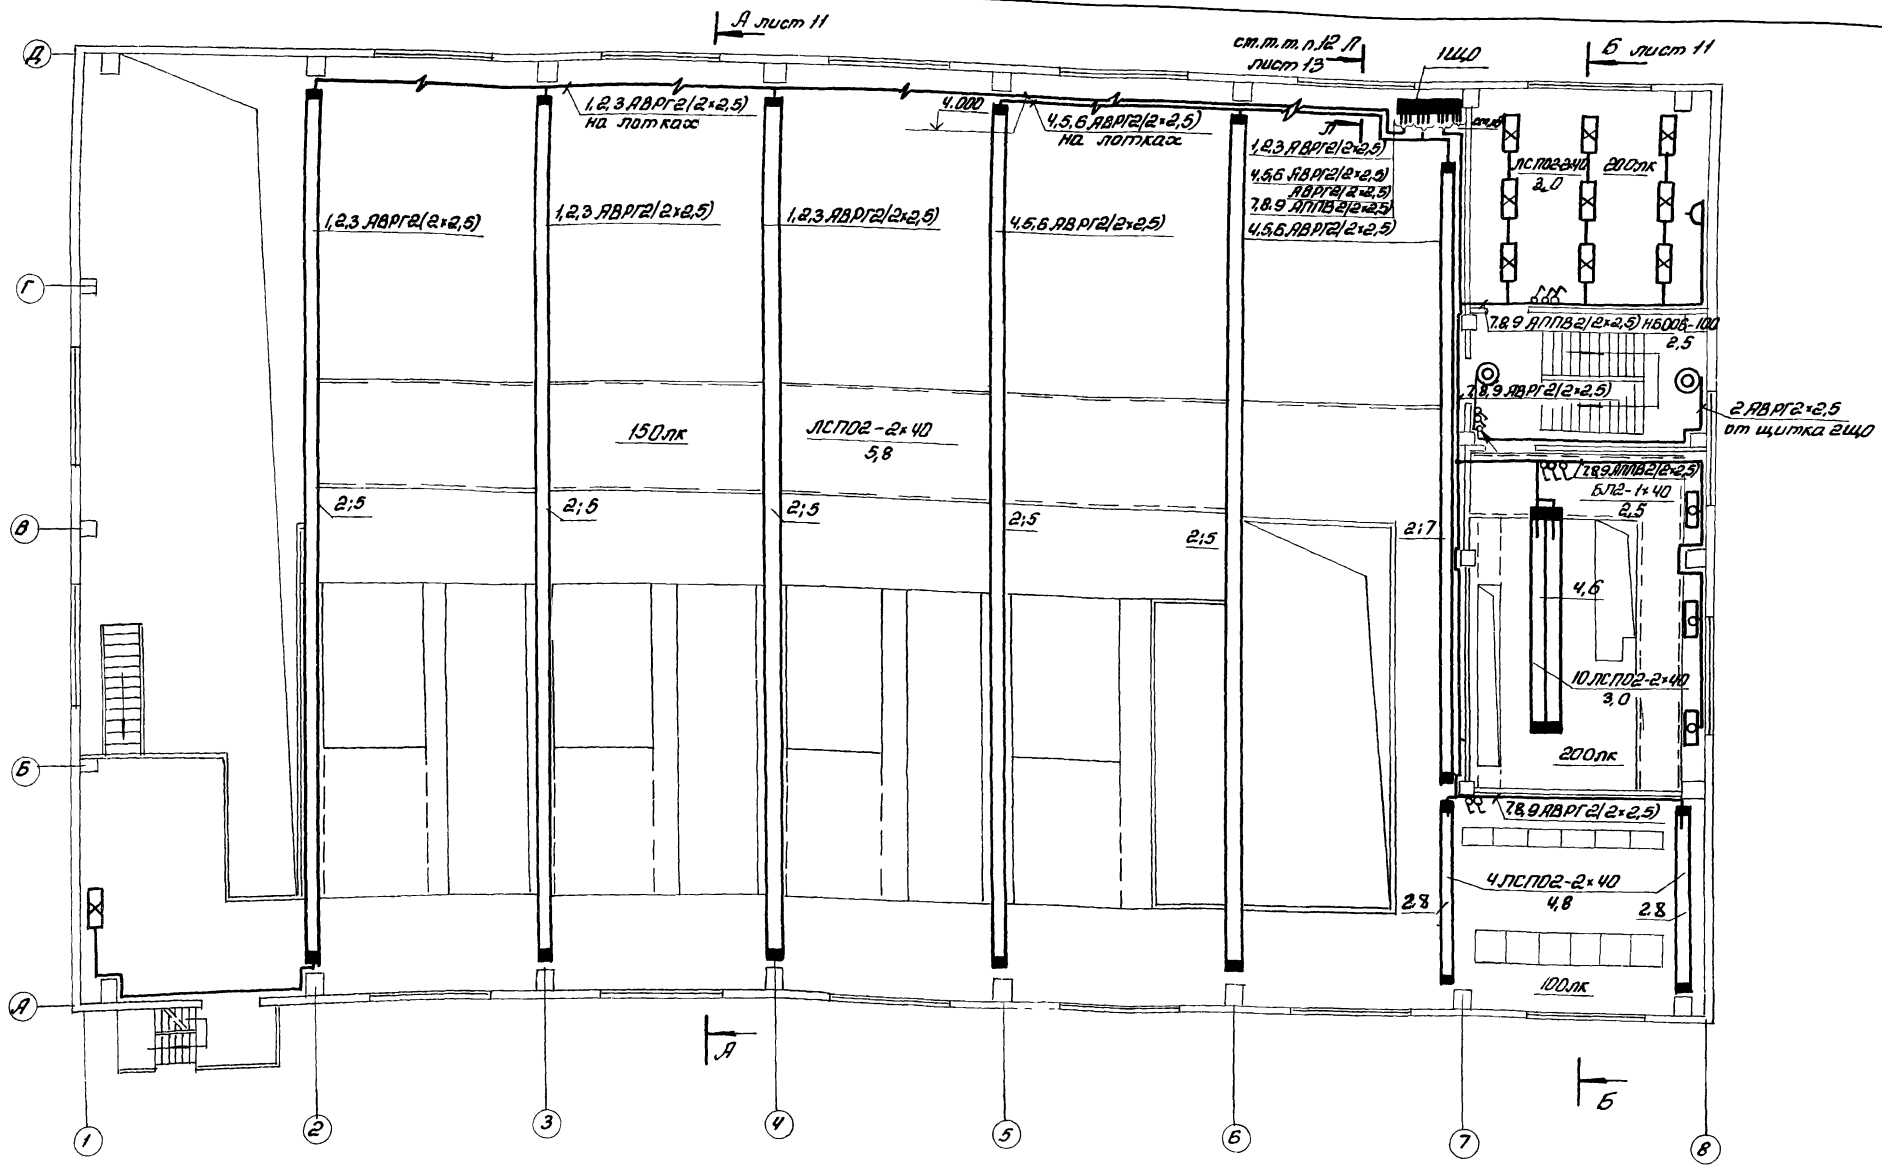 А лист 11
ст.т.т. п.12 Л
лист 13
1ЩО
Б лист 11
Д
1,2,3 АВРГ2(2×2,5)
на лотках
4.000
4,5,6 АВРГ2(2×2,5)
на лотках
Л
1,2,3 АВРГ2(2×2,5)
4,5,6 АВРГ2(2×2,5)
АВРГ2(2×2,5)
7,8,9 АППВ2(2×2,5)
4,5,6 АВРГ2(2×2,5)
ЛСП02-2×40
3,0
200лк
1,2,3 АВРГ2(2×2,5)
1,2,3 АВРГ2(2×2,5)
1,2,3 АВРГ2(2×2,5)
4,5,6 АВРГ2(2×2,5)
Г
7,8,9 АППВ2(2×2,5)
НБ006-100
2,5
7,8,9 АВРГ2(2×2,5)
2 АВРГ2×2,5
от щитка 2ЩО
150лк
ЛСП02-2×40
5,8
7,8,9 АППВ2(2×2,5)
БЛ2-1×40
2,5
В
2;5
2;5
2;5
2;5
2;5
2;7
4,6
10 ЛСП02-2×40
3,0
200лк
Б
7,8,9 АВРГ2(2×2,5)
4 ЛСП02-2×40
4,8
2,8
2,8
100лк
А
А
Б
1
2
3
4
5
6
7
8